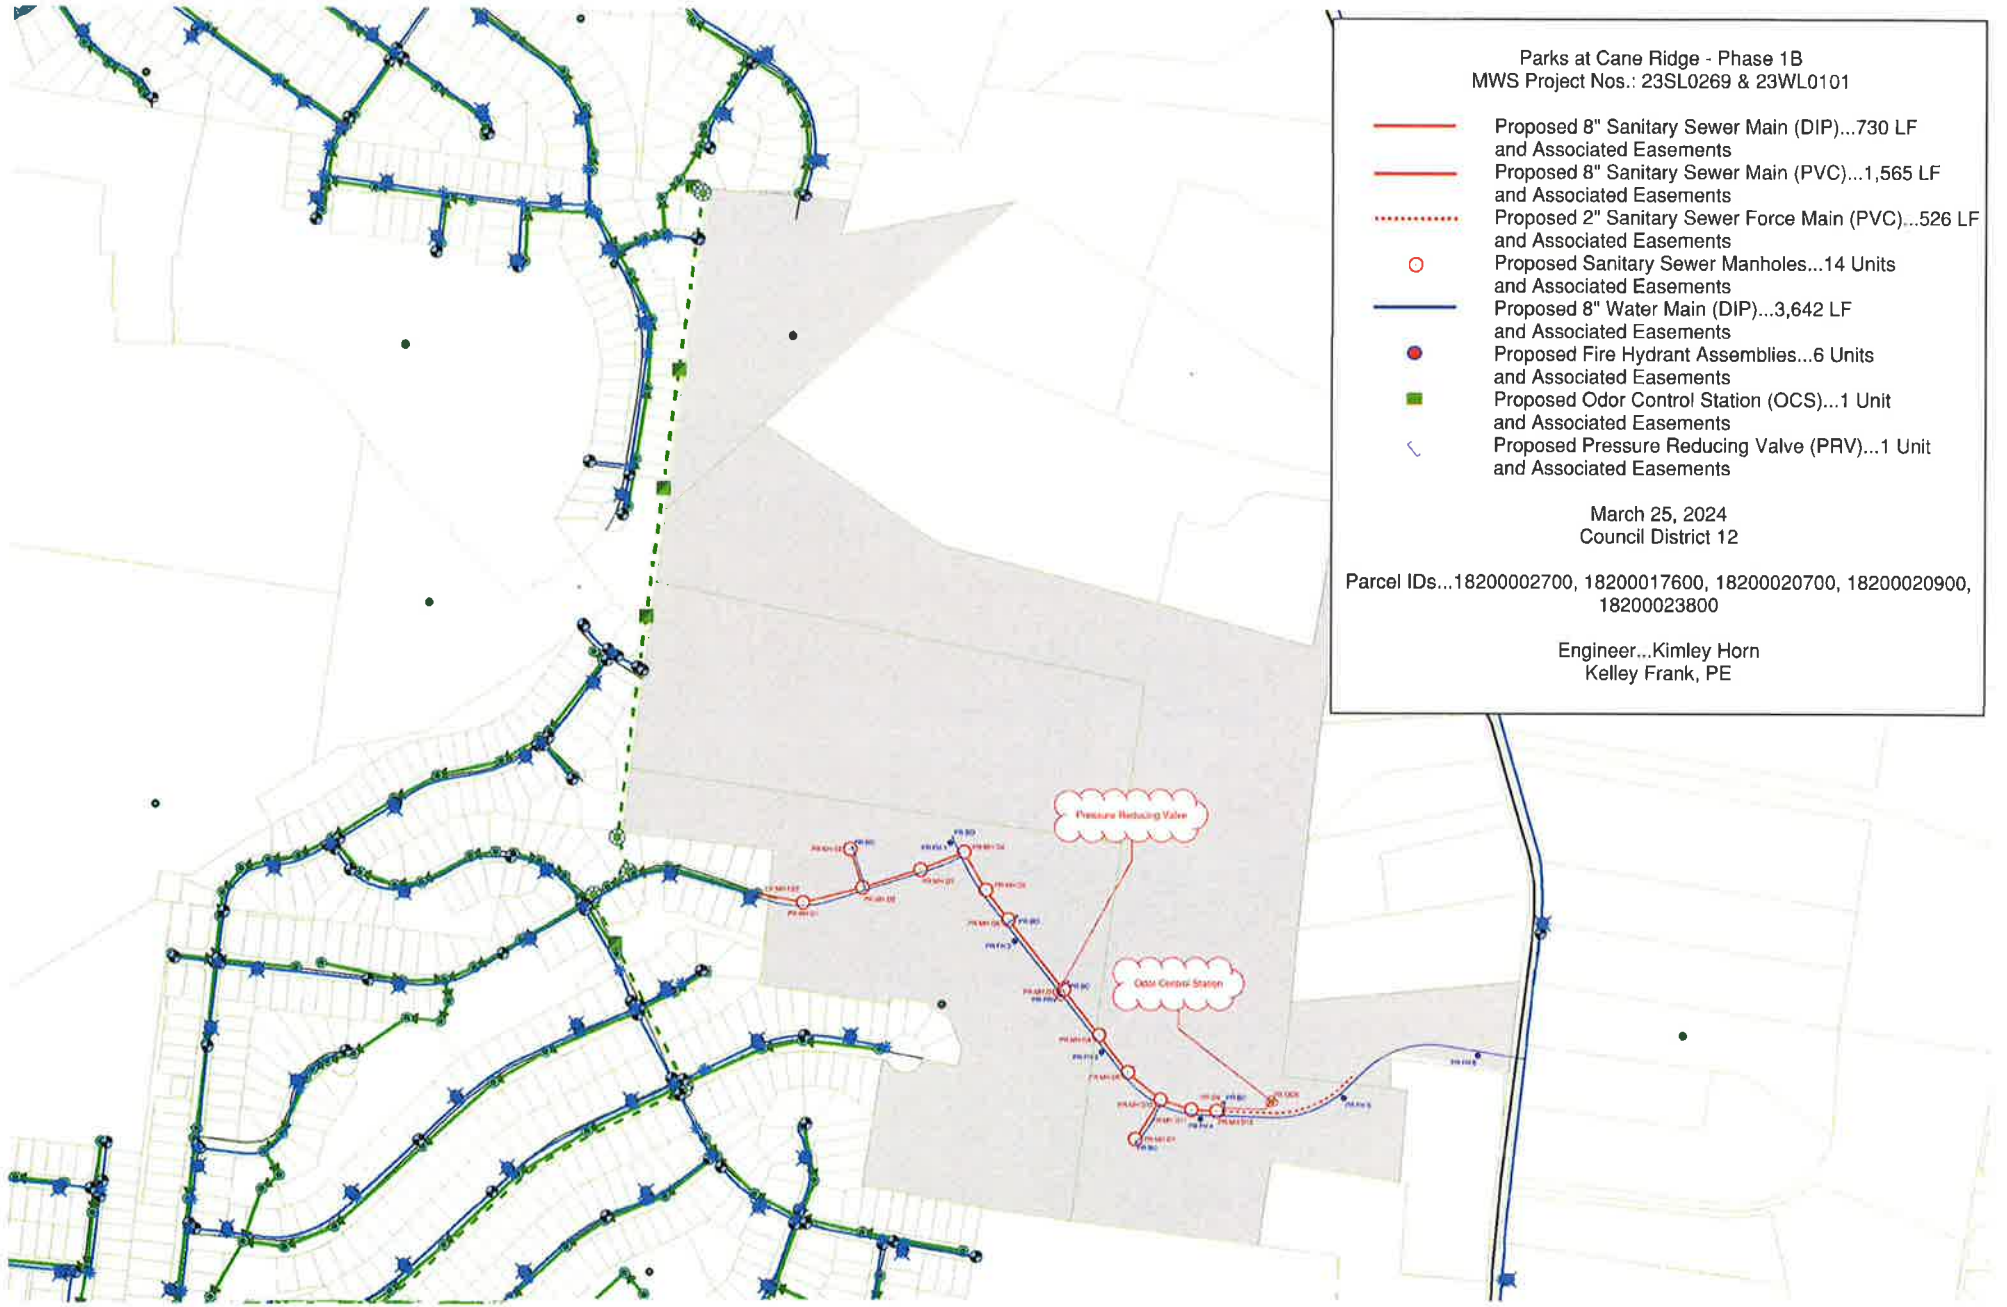 Parks at Cane Ridge - Phase 1B
MWS Project Nos.: 23SL0269 & 23WL0101
Proposed 8" Sanitary Sewer Main (DIP)...730 LF
and Associated Easements
Proposed 8" Sanitary Sewer Main (PVC)...1,565 LF
and Associated Easements
Proposed 2" Sanitary Sewer Force Main (PVC)...526 LF
and Associated Easements
Proposed Sanitary Sewer Manholes...14 Units
and Associated Easements
Proposed 8" Water Main (DIP)...3,642 LF
and Associated Easements
Proposed Fire Hydrant Assemblies...6 Units
and Associated Easements
Proposed Odor Control Station (OCS)...1 Unit
and Associated Easements
Proposed Pressure Reducing Valve (PRV)...1 Unit
and Associated Easements
March 25, 2024
Council District 12
Parcel IDs...18200002700, 18200017600, 18200020700, 18200020900,
18200023800
Engineer...Kimley Horn
Kelley Frank, PE
Pressure Reducing Valve
Odor Control Station